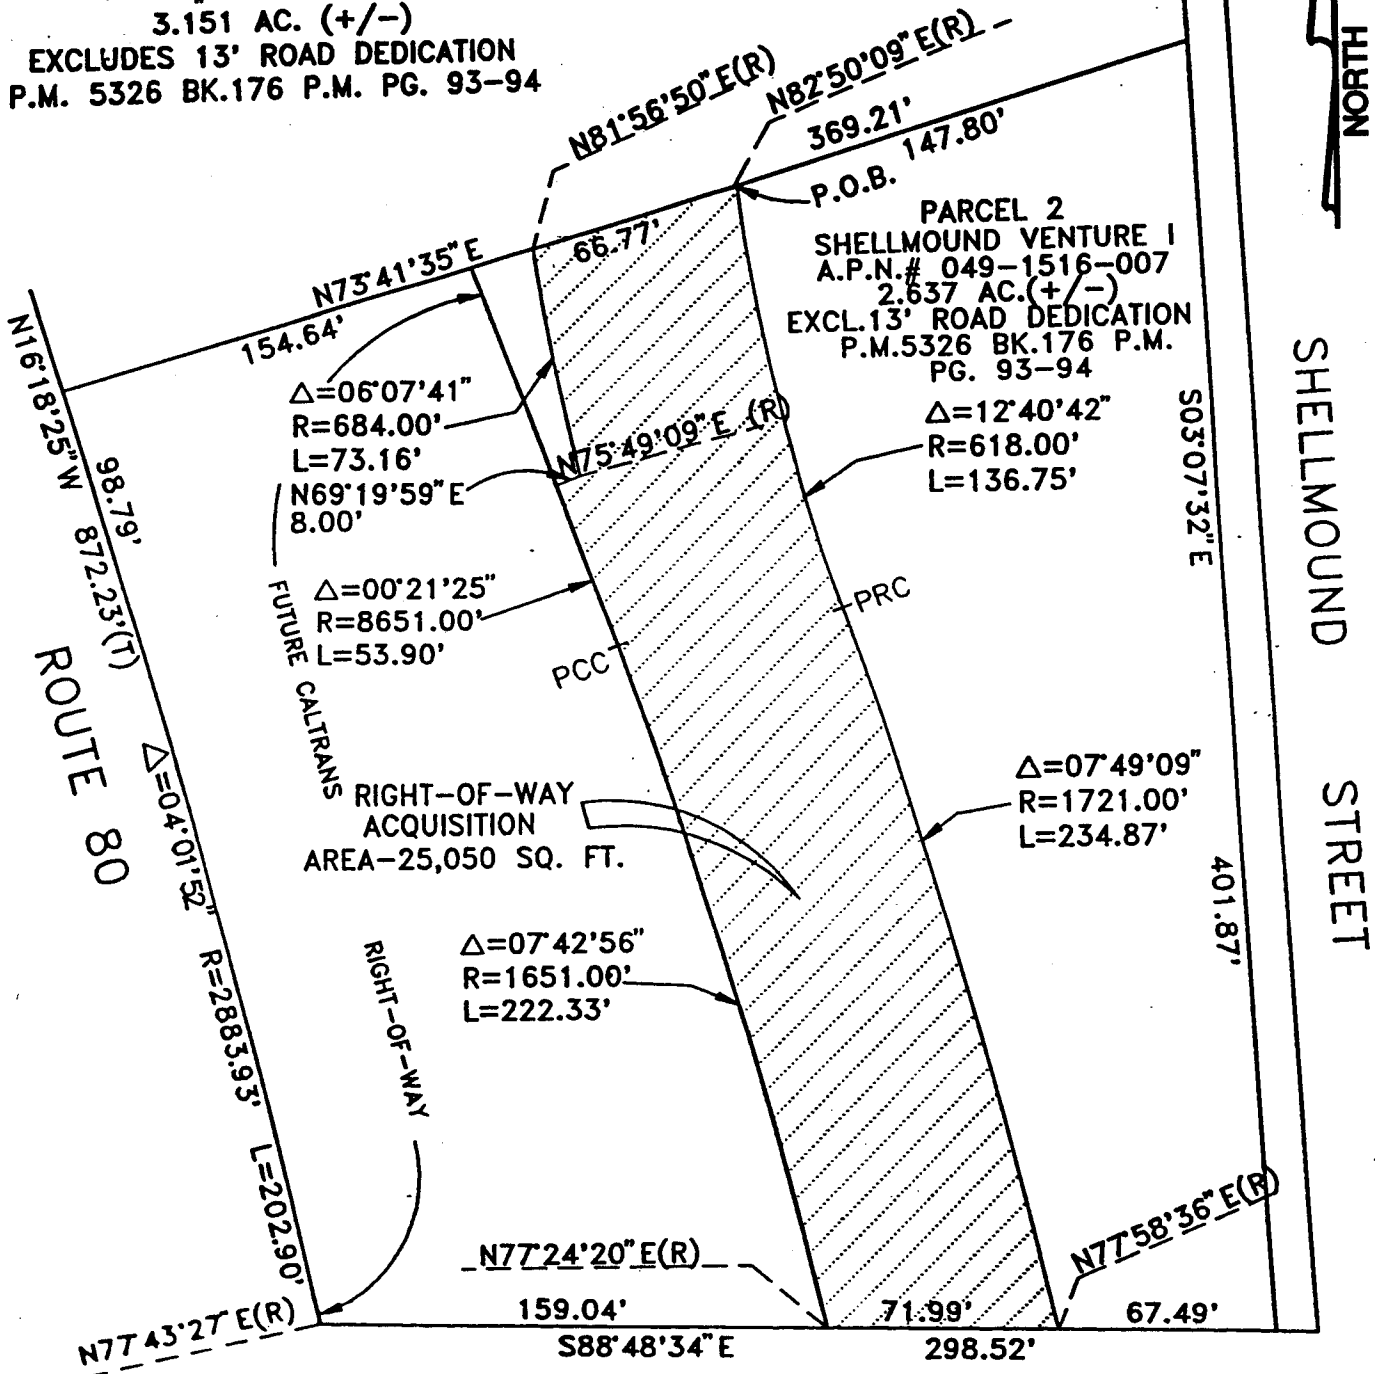 3.151 AC. (+/-)
EXCLUDES 13' ROAD DEDICATION
P.M. 5326 BK.176 P.M. PG. 93-94
N81°56'50"E(R)
N82°50'09"E(R)
NORTH
369.21'
147.80'
P.O.B.
66.77'
N73°41'35"E
154.64'
PARCEL 2
SHELLMOUND VENTURE I
A.P.N.# 049-1516-007
2.637 AC.(+/-)
EXCL.13' ROAD DEDICATION
P.M.5326 BK.176 P.M.
PG. 93-94
N16°18'25"W 872.23'(T)
98.79'
△=06°07'41"
R=684.00'
L=73.16'
N69°19'59"E
8.00'
N75°49'09"E (R)
△=12°40'42"
R=618.00'
L=136.75'
S03°07'32"E
401.87'
SHELLMOUND STREET
△=00°21'25"
R=8651.00'
L=53.90'
PRC
PCC
FUTURE CALTRANS
RIGHT-OF-WAY
ROUTE 80
△=04°01'52" R=2883.93' L=202.90'
RIGHT-OF-WAY
ACQUISITION
AREA-25,050 SQ. FT.
△=07°49'09"
R=1721.00'
L=234.87'
△=07°42'56"
R=1651.00'
L=222.33'
N77°24'20"E(R)
N77°58'36"E(R)
N77°43'27"E(R)
159.04'
71.99'
67.49'
S88°48'34"E
298.52'